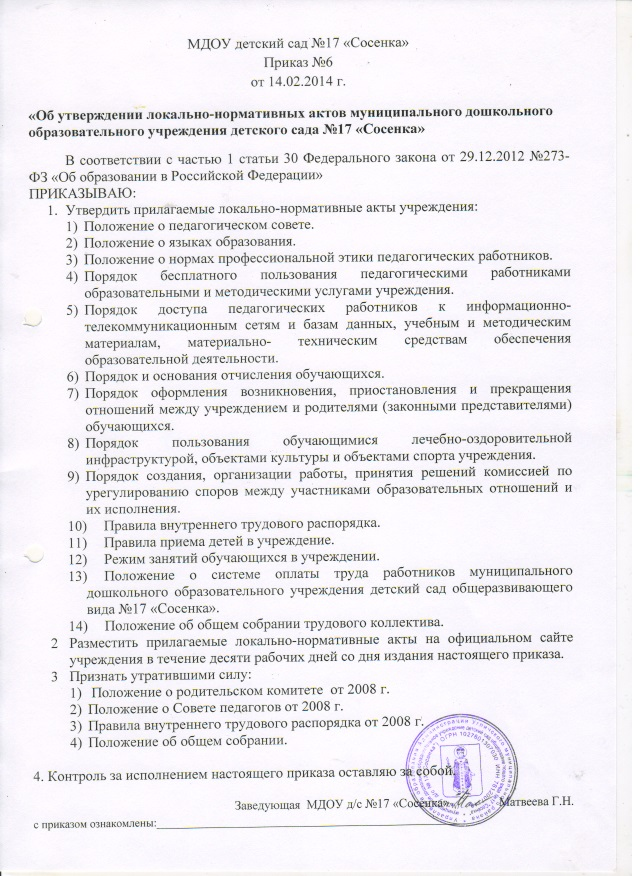 МДОУ детский сад №17 «Сосенка»
Приказ №6
от 14.02.2014 г.
«Об утверждении локально-нормативных актов муниципального дошкольного
образовательного учреждения детского сада №17 «Сосенка»
В соответствии с частью 1 статьи 30 Федерального закона от 29.12.2012 №273-
ФЗ «Об образовании в Российской Федерации»
ПРИКАЗЫВАЮ:
1. Утвердить прилагаемые локально-нормативные акты учреждения:
1) Положение о педагогическом совете.
2) Положение о языках образования.
3) Положение о нормах профессиональной этики педагогических работников.
4) Порядок бесплатного пользования педагогическими работниками
образовательными и методическими услугами учреждения.
5) Порядок доступа педагогических работников к информационно-
телекоммуникационным сетям и базам данных, учебным и методическим
материалам, материально- техническим средствам обеспечения
образовательной деятельности.
6) Порядок и основания отчисления обучающихся.
7) Порядок оформления возникновения, приостановления и прекращения
отношений между учреждением и родителями (законными представителями)
обучающихся.
8) Порядок пользования обучающимися лечебно-оздоровительной
инфраструктурой, объектами культуры и объектами спорта учреждения.
9) Порядок создания, организации работы, принятия решений комиссией по
урегулированию споров между участниками образовательных отношений и
их исполнения.
10) Правила внутреннего трудового распорядка.
11) Правила приема детей в учреждение.
12) Режим занятий обучающихся в учреждении.
13) Положение о системе оплаты труда работников муниципального
дошкольного образовательного учреждения детский сад общеразвивающего
вида №17 «Сосенка».
14) Положение об общем собрании трудового коллектива.
2 Разместить прилагаемые локально-нормативные акты на официальном сайте
учреждения в течение десяти рабочих дней со дня издания настоящего приказа.
3 Признать утратившими силу:
1) Положение о родительском комитете от 2008 г.
2) Положение о Совете педагогов от 2008 г.
3) Правила внутреннего трудового распорядка от 2008 г.
4) Положение об общем собрании.
4. Контроль за исполнением настоящего приказа оставляю за собой.
Заведующая МДОУ д/с №17 «Сосенка» Матвеева Г.Н.
с приказом ознакомлены: